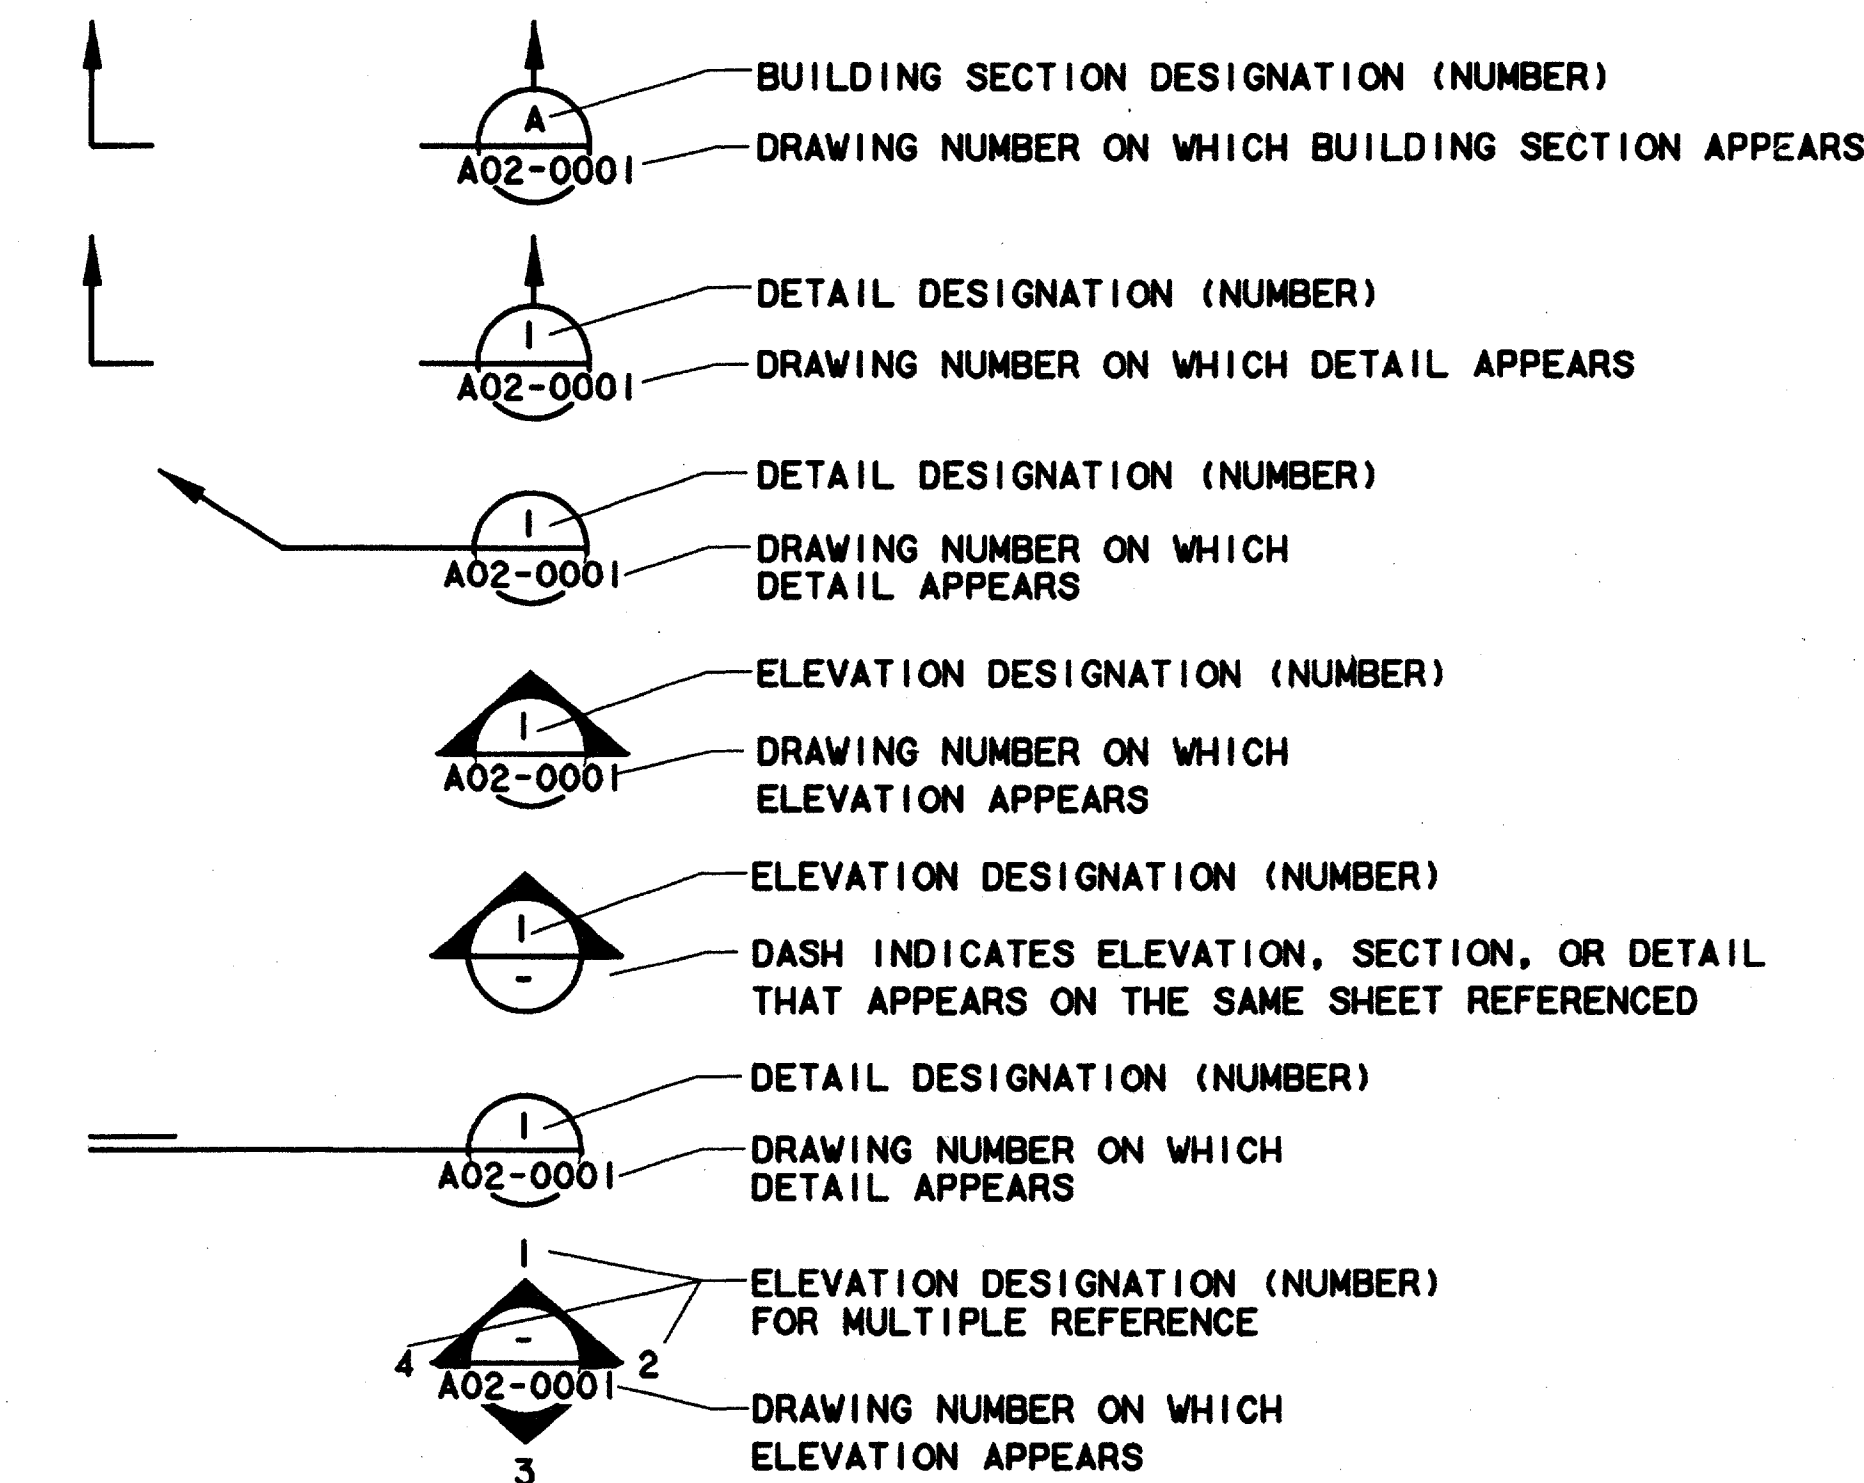 A
A02-0001
BUILDING SECTION DESIGNATION (NUMBER)
DRAWING NUMBER ON WHICH BUILDING SECTION APPEARS
1
A02-0001
DETAIL DESIGNATION (NUMBER)
DRAWING NUMBER ON WHICH DETAIL APPEARS
1
A02-0001
DETAIL DESIGNATION (NUMBER)
DRAWING NUMBER ON WHICH
DETAIL APPEARS
1
A02-0001
ELEVATION DESIGNATION (NUMBER)
DRAWING NUMBER ON WHICH
ELEVATION APPEARS
1
-
ELEVATION DESIGNATION (NUMBER)
DASH INDICATES ELEVATION, SECTION, OR DETAIL
THAT APPEARS ON THE SAME SHEET REFERENCED
1
A02-0001
DETAIL DESIGNATION (NUMBER)
DRAWING NUMBER ON WHICH
DETAIL APPEARS
1
-
4
2
A02-0001
3
ELEVATION DESIGNATION (NUMBER)
FOR MULTIPLE REFERENCE
DRAWING NUMBER ON WHICH
ELEVATION APPEARS